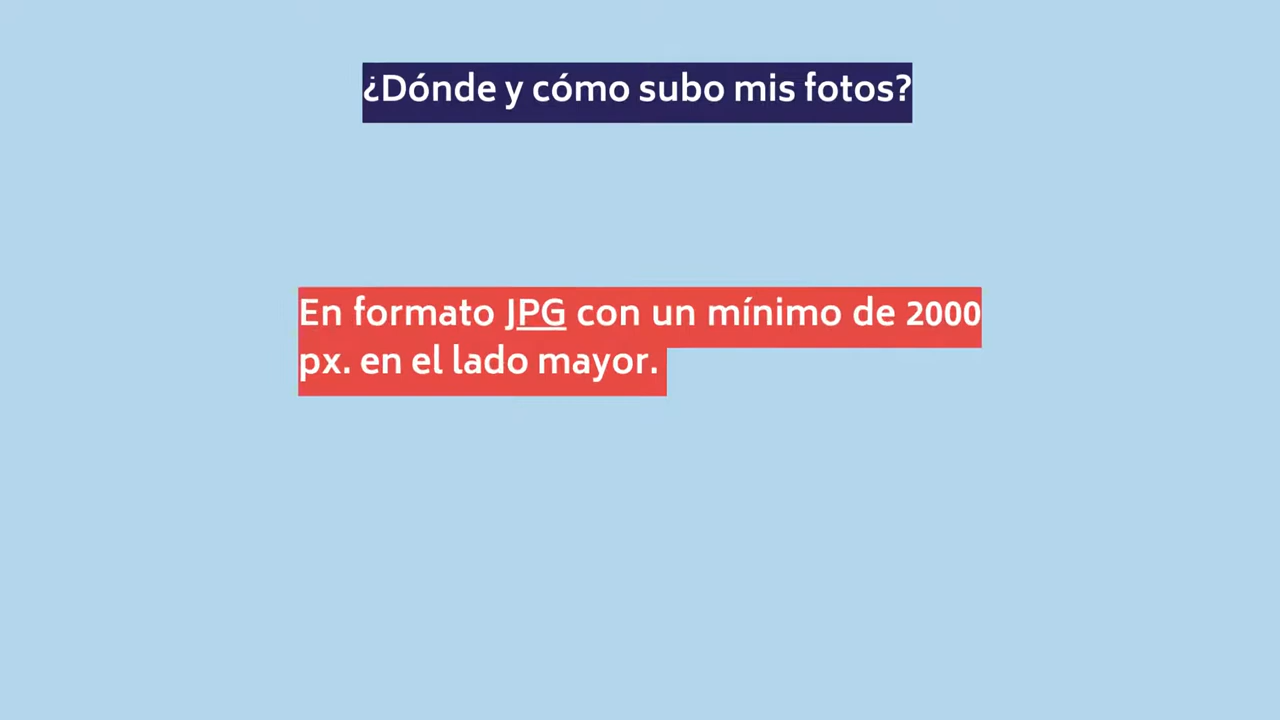 ¿Dónde y cómo subo mis fotos?
En formato JPG con un mínimo de 2000
px. en el lado mayor.